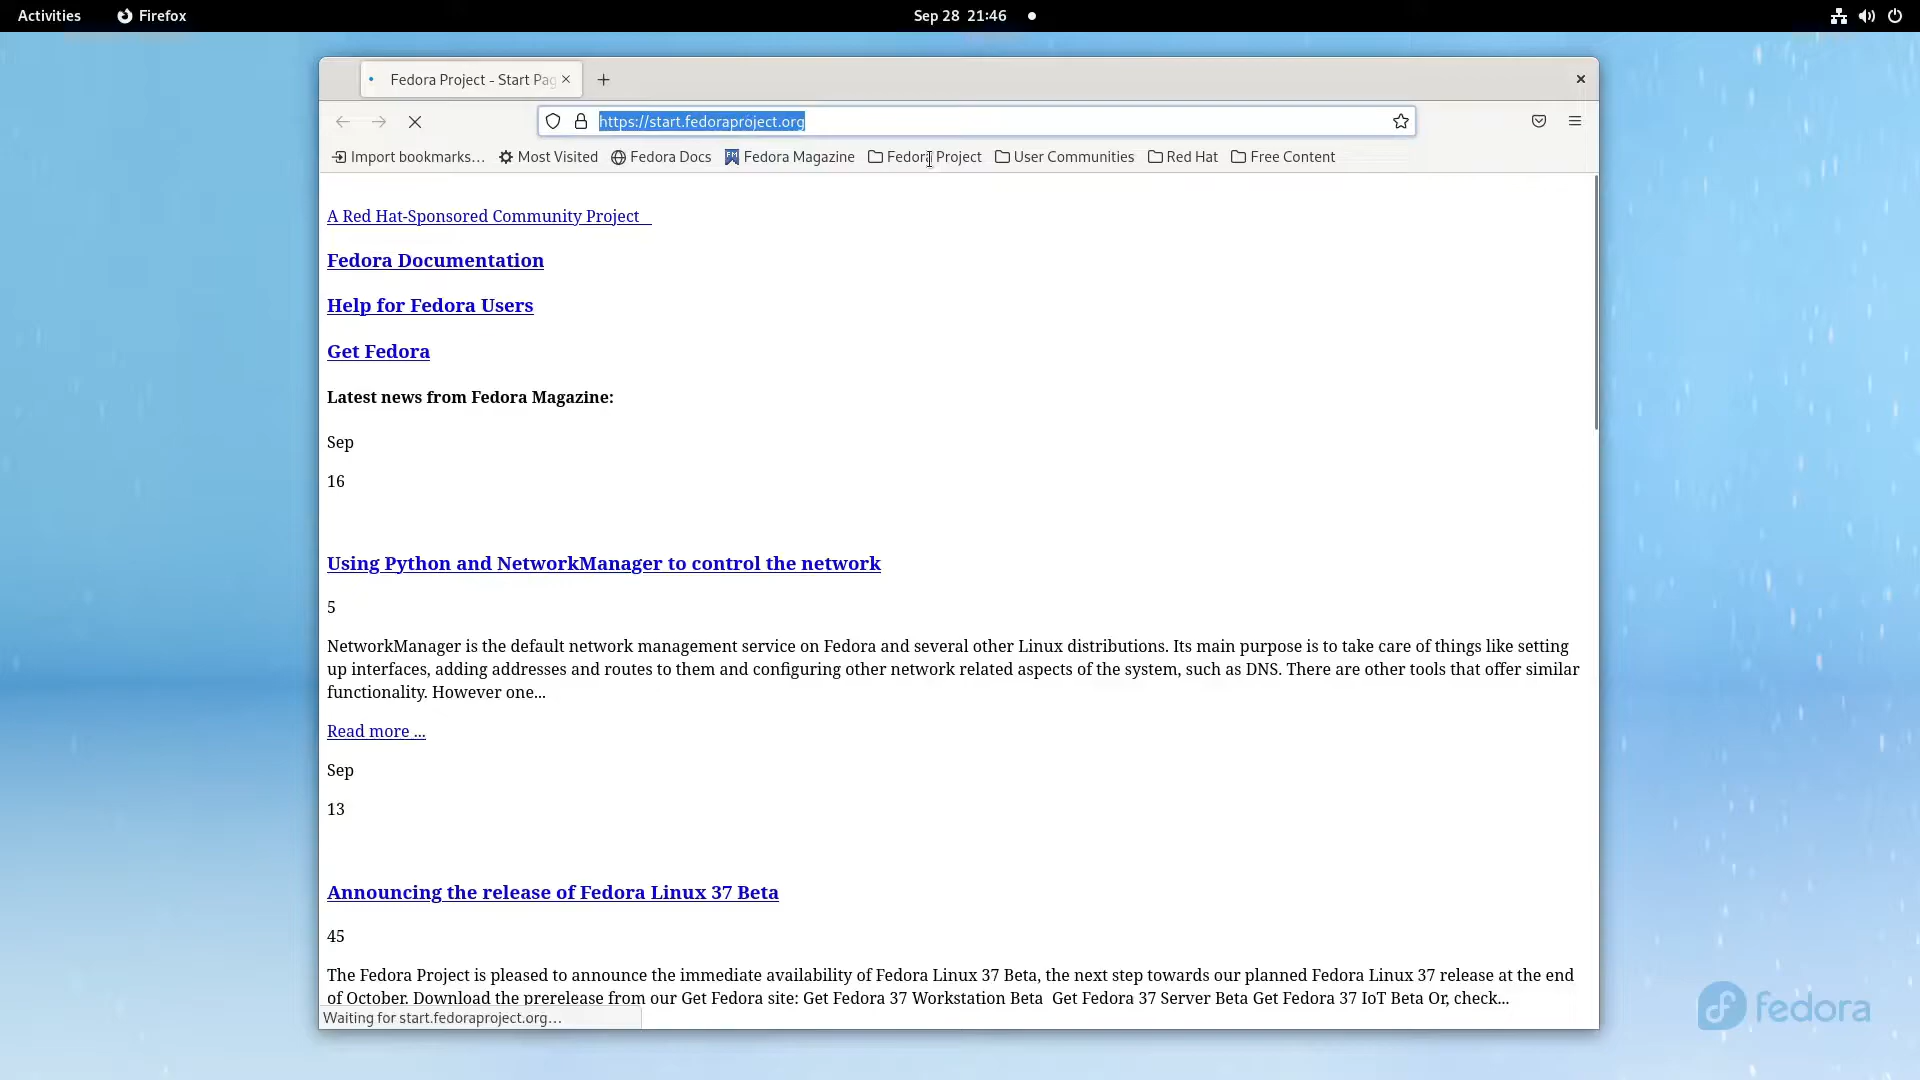 Activities
Firefox
Sep 28 21:46
Fedora Project - Start Pag
https://start.fedoraproject.org
Import bookmarks…
Most Visited
Fedora Docs
FM
Fedora Magazine
Fedora Project
User Communities
Red Hat
Free Content
A Red Hat-Sponsored Community Project
Fedora Documentation
Help for Fedora Users
Get Fedora
Latest news from Fedora Magazine:
Sep
16
Using Python and NetworkManager to control the network
5
NetworkManager is the default network management service on Fedora and several other Linux distributions. Its main purpose is to take care of things like setting
up interfaces, adding addresses and routes to them and configuring other network related aspects of the system, such as DNS. There are other tools that offer similar
functionality. However one...
Read more ...
Sep
13
Announcing the release of Fedora Linux 37 Beta
45
The Fedora Project is pleased to announce the immediate availability of Fedora Linux 37 Beta, the next step towards our planned Fedora Linux 37 release at the end
of October. Download the prerelease from our Get Fedora site: Get Fedora 37 Workstation Beta Get Fedora 37 Server Beta Get Fedora 37 IoT Beta Or, check...
Waiting for start.fedoraproject.org…
fedora